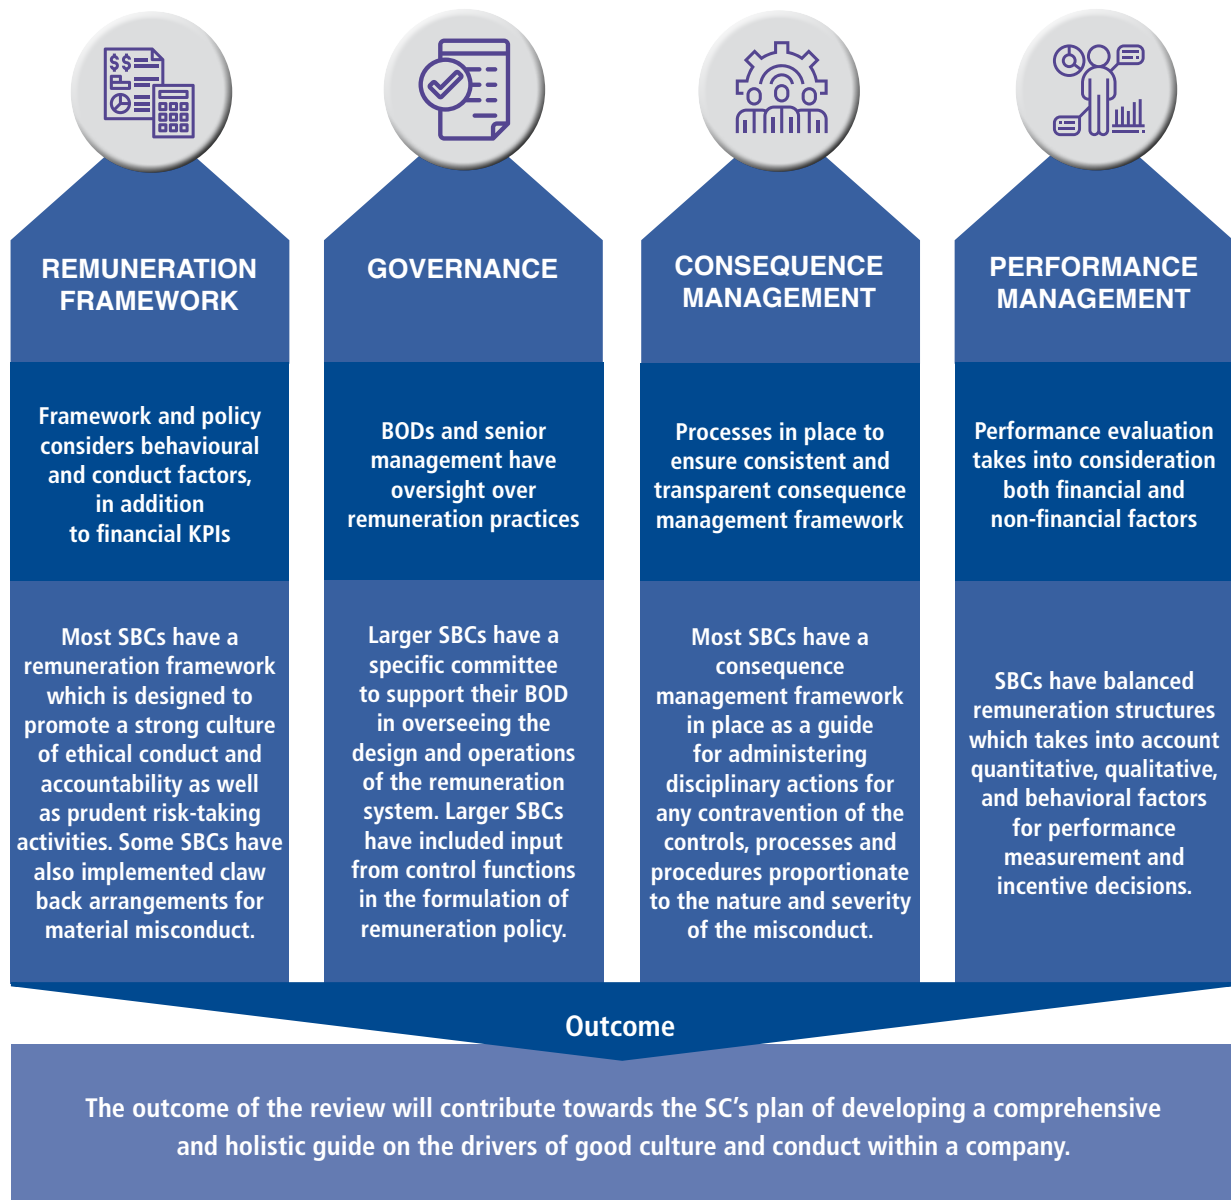 $$
REMUNERATION
FRAMEWORK
Framework and policy
considers behavioural
and conduct factors,
in addition
to financial KPIs
Most SBCs have a
remuneration framework
which is designed to
promote a strong culture
of ethical conduct and
accountability as well
as prudent risk-taking
activities. Some SBCs have
also implemented claw
back arrangements for
material misconduct.
GOVERNANCE
BODs and senior
management have
oversight over
remuneration practices
Larger SBCs have a
specific committee
to support their BOD
in overseeing the
design and operations
of the remuneration
system. Larger SBCs
have included input
from control functions
in the formulation of
remuneration policy.
CONSEQUENCE
MANAGEMENT
Processes in place to
ensure consistent and
transparent consequence
management framework
Most SBCs have a
consequence
management framework
in place as a guide
for administering
disciplinary actions for
any contravention of the
controls, processes and
procedures proportionate
to the nature and severity
of the misconduct.
PERFORMANCE
MANAGEMENT
Performance evaluation
takes into consideration
both financial and
non-financial factors
SBCs have balanced
remuneration structures
which takes into account
quantitative, qualitative,
and behavioral factors
for performance
measurement and
incentive decisions.
Outcome
The outcome of the review will contribute towards the SC’s plan of developing a comprehensive
and holistic guide on the drivers of good culture and conduct within a company.